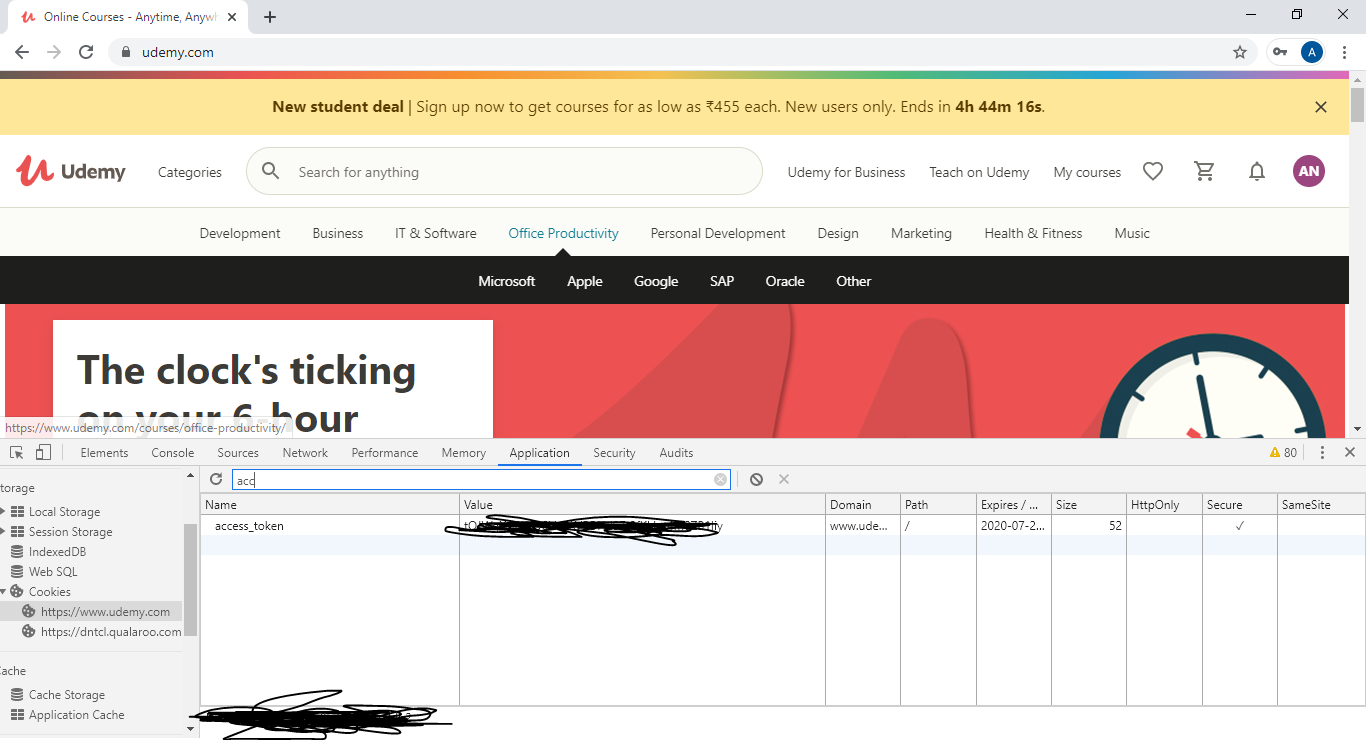 Online Courses - Anytime, Anywh
udemy.com
A
New student deal | Sign up now to get courses for as low as ₹455 each. New users only. Ends in 4h 44m 16s.
Udemy Categories Search for anything Udemy for Business Teach on Udemy My courses AN
Development Business IT & Software Office Productivity Personal Development Design Marketing Health & Fitness Music
Microsoft Apple Google SAP Oracle Other
The clock's ticking
on your 6-hour
https://www.udemy.com/courses/office-productivity/
Elements Console Sources Network Performance Memory Application Security Audits 80
torage
acc
Name Value Domain Path Expires / ... Size HttpOnly Secure SameSite
access_token www.ude... / 2020-07-2... 52 ✓
Local Storage
Session Storage
IndexedDB
Web SQL
Cookies
https://www.udemy.com
https://dntcl.qualaroo.com
ache
Cache Storage
Application Cache